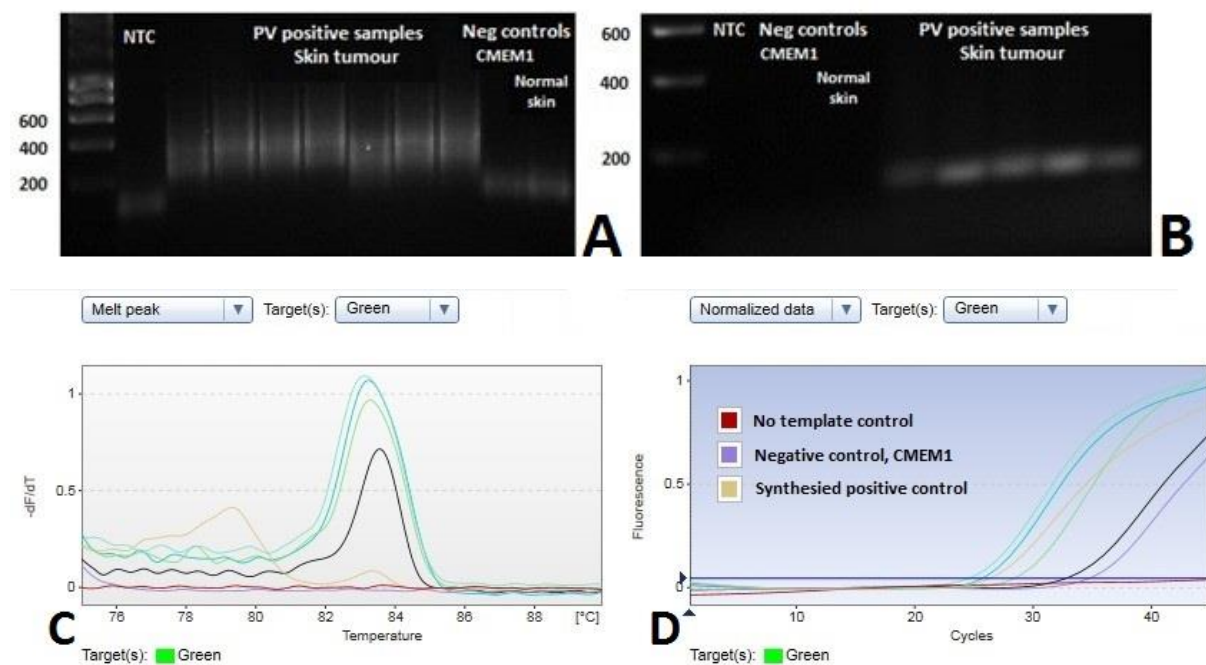 NTC
PV positive samples
Skin tumour
Neg controls
CMEM1
Normal
skin
600
400
200
A
600
400
200
NTC
Neg controls
CMEM1
Normal
skin
PV positive samples
Skin tumour
B
Melt peak
Target(s):
Green
-dF/dT
1
0.5
0
76
78
80
82
84
86
88
[°C]
Temperature
C
Target(s): Green
Normalized data
Target(s):
Green
Fluorescence
1
0.5
0
No template control
Negative control, CMEM1
Synthesied positive control
10
20
30
40
Cycles
D
Target(s): Green